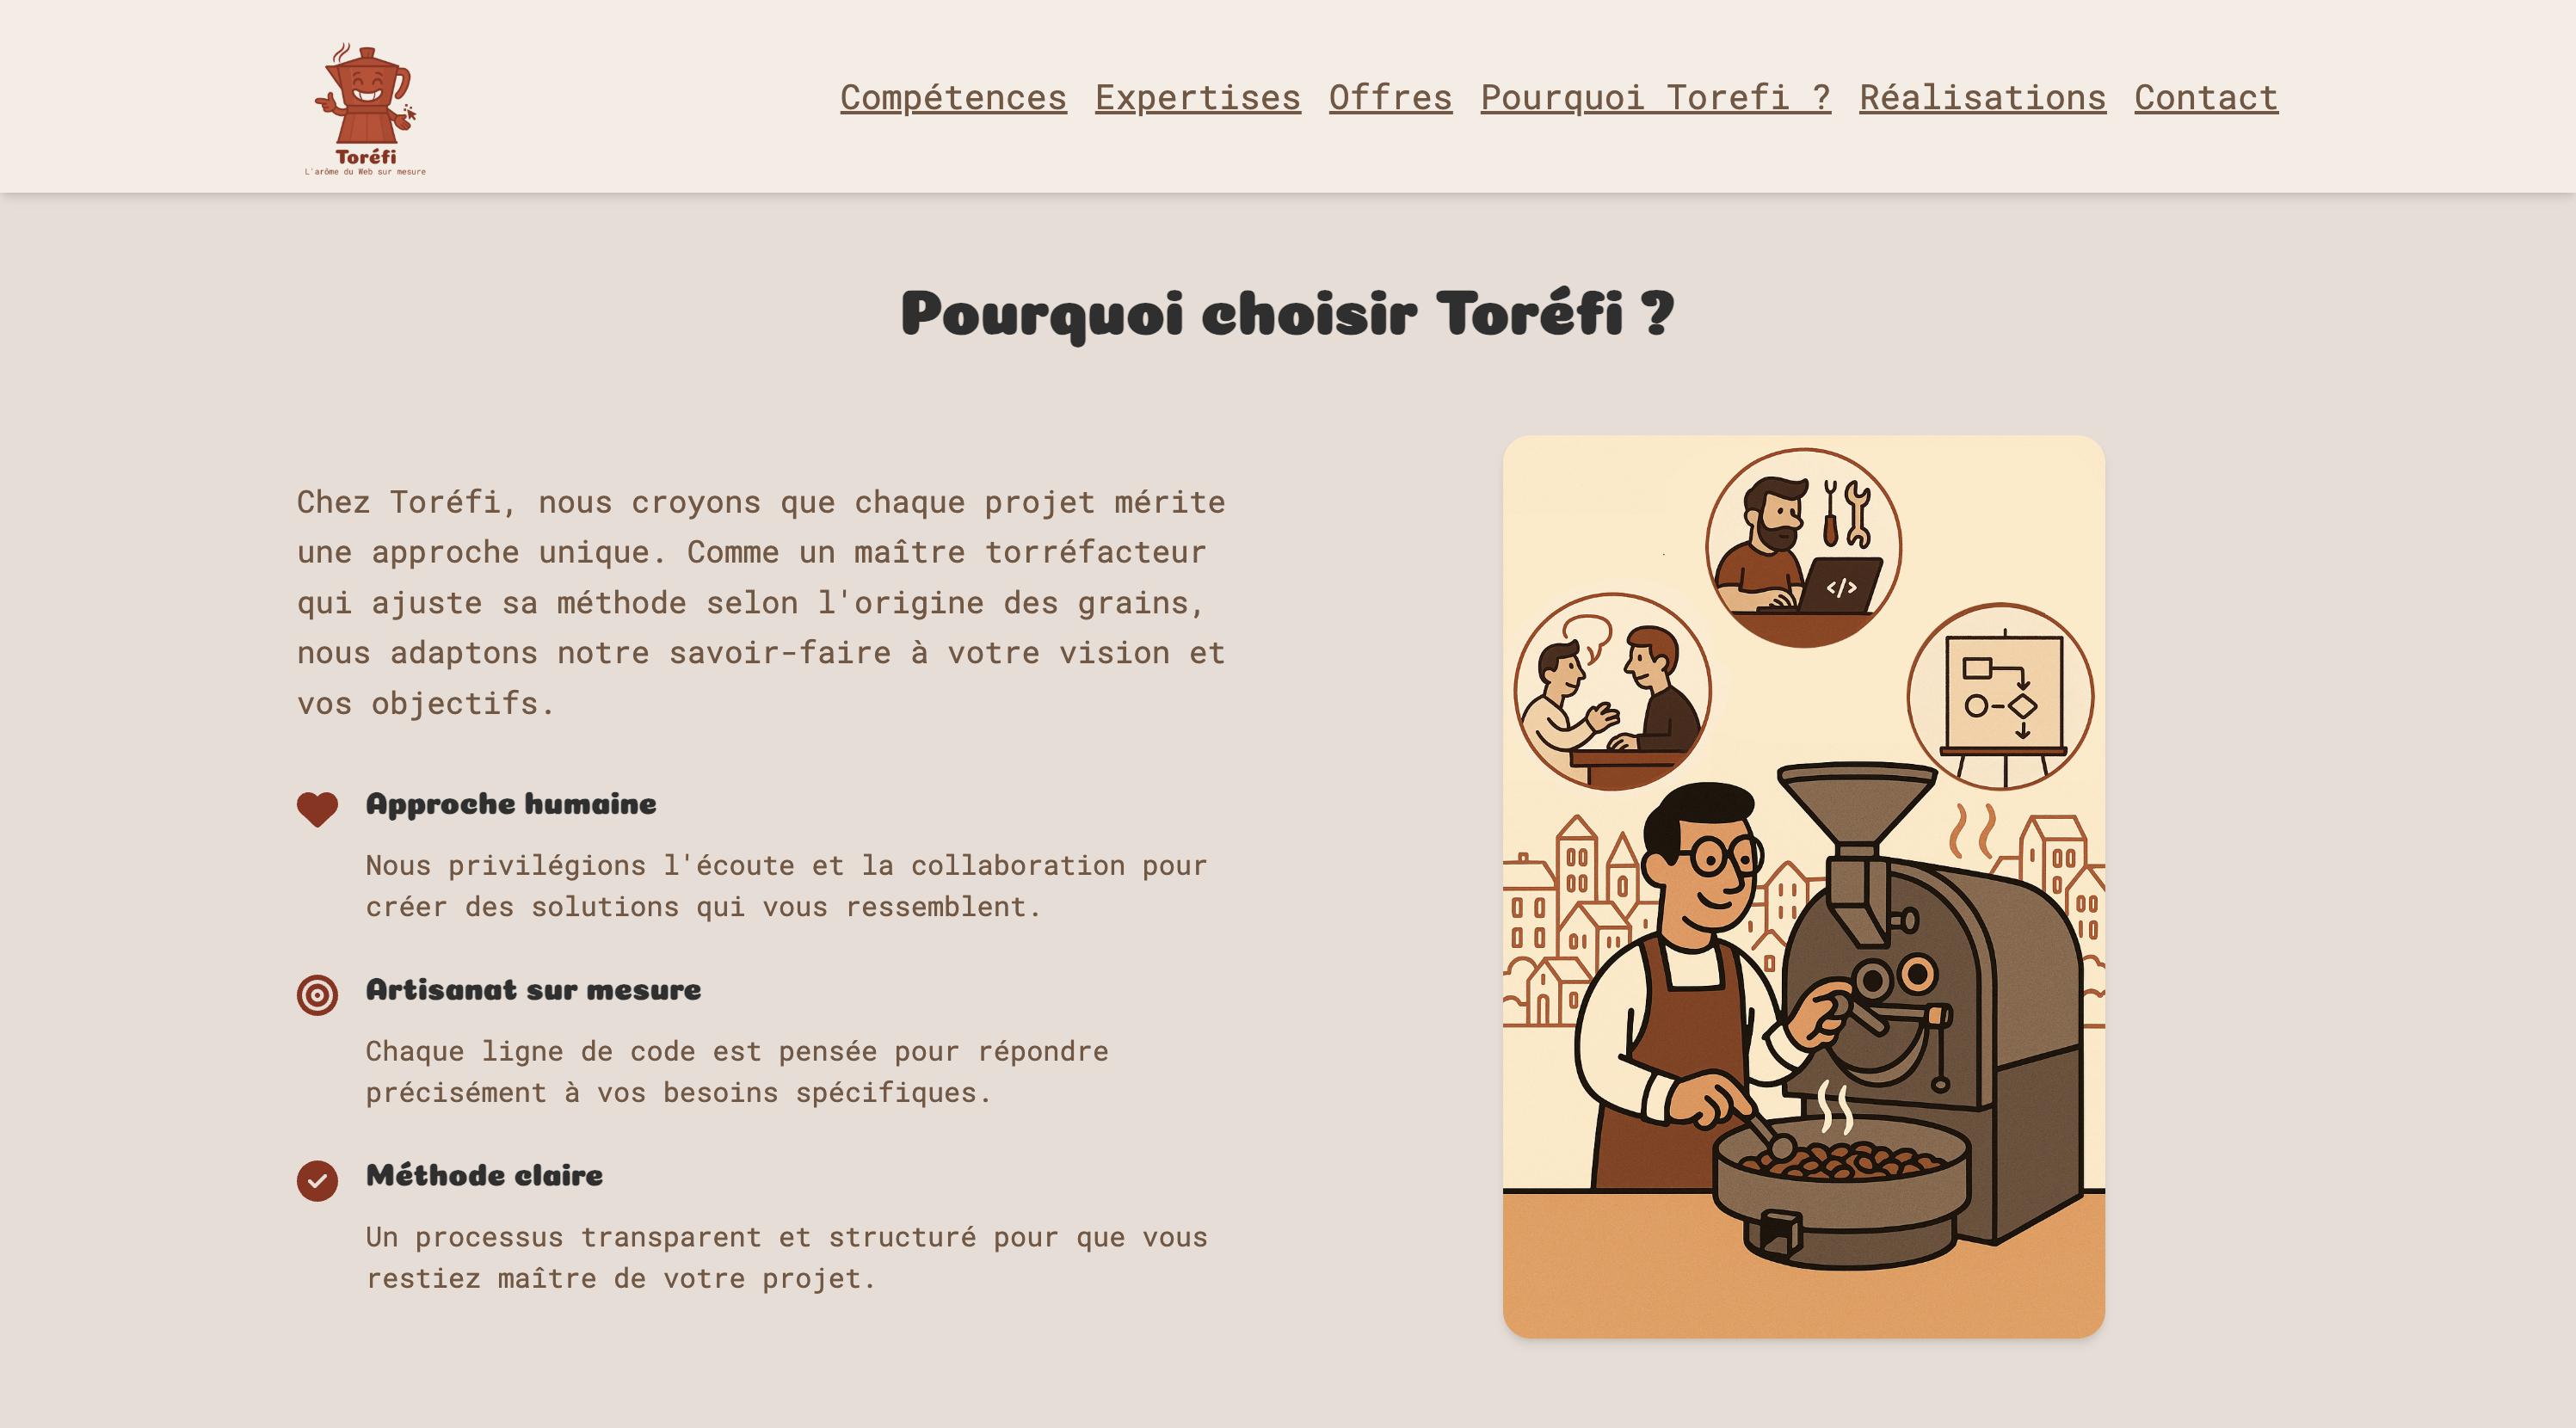 Toréfi
L'arôme du Web sur mesure
Compétences Expertises Offres Pourquoi Torefi ? Réalisations Contact
Pourquoi choisir Toréfi ?
Chez Toréfi, nous croyons que chaque projet mérite
une approche unique. Comme un maître torréfacteur
qui ajuste sa méthode selon l'origine des grains,
nous adaptons notre savoir-faire à votre vision et
vos objectifs.
Approche humaine
Nous privilégions l'écoute et la collaboration pour
créer des solutions qui vous ressemblent.
Artisanat sur mesure
Chaque ligne de code est pensée pour répondre
précisément à vos besoins spécifiques.
Méthode claire
Un processus transparent et structuré pour que vous
restiez maître de votre projet.
</>